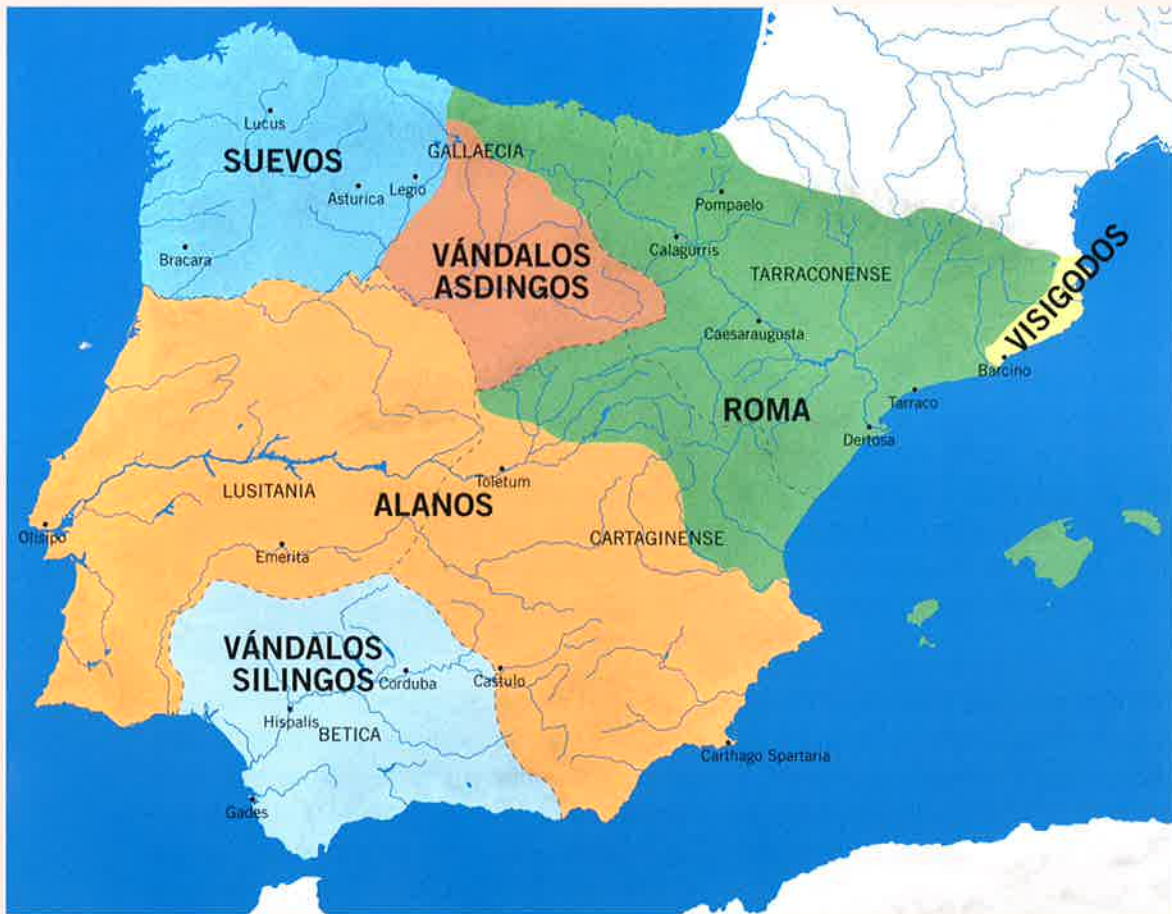 Lucus
SUEVOS
GALLAECIA
Asturica
Legio
Pompaelo
Bracara
Calagurris
VÁNDALOS
ASDINGOS
TARRACONENSE
VISIGODOS
Caesaraugusta
Barcino
ROMA
Tarraco
Dertosa
Toletum
LUSITANIA
ALANOS
Olisipo
CARTAGINENSE
Emerita
VÁNDALOS
SILINGOS
Corduba
Castulo
Hispalis
BETICA
Carthago Spartaria
Gades